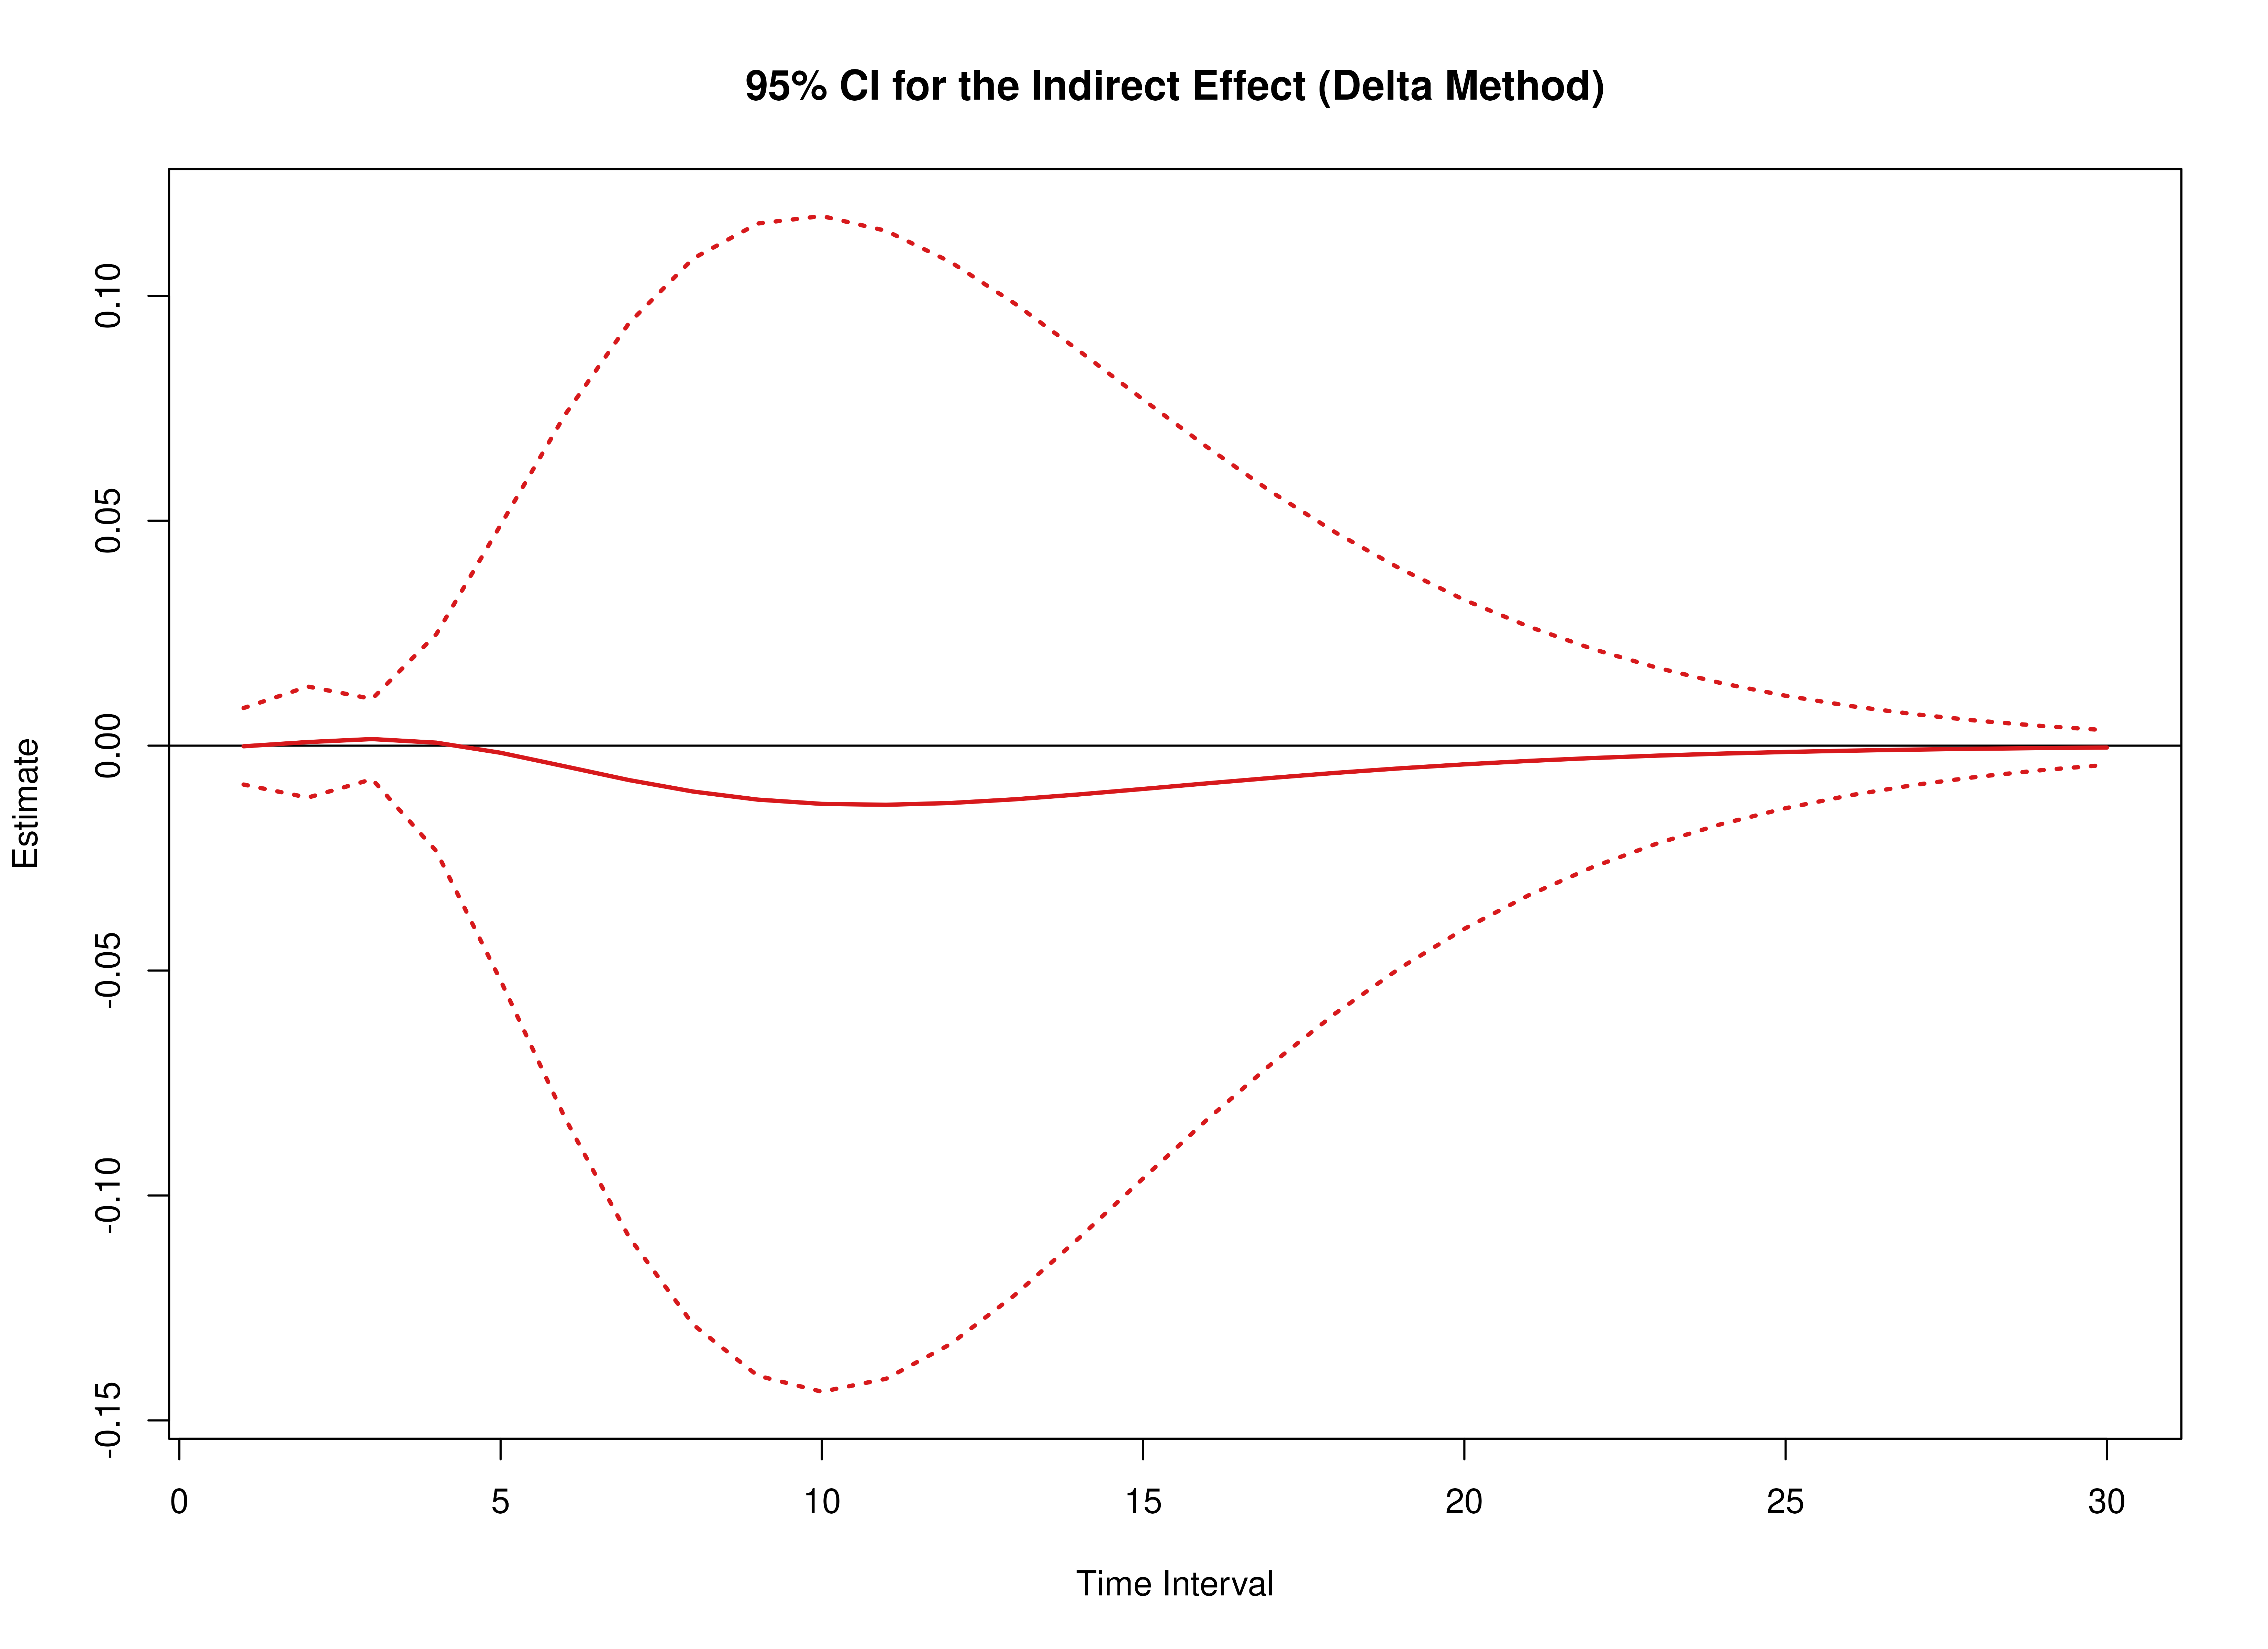 95% CI for the Indirect Effect (Delta Method)
Estimate
0.10
0.05
0.00
-0.05
-0.10
-0.15
0 5 10 15 20 25 30
Time Interval